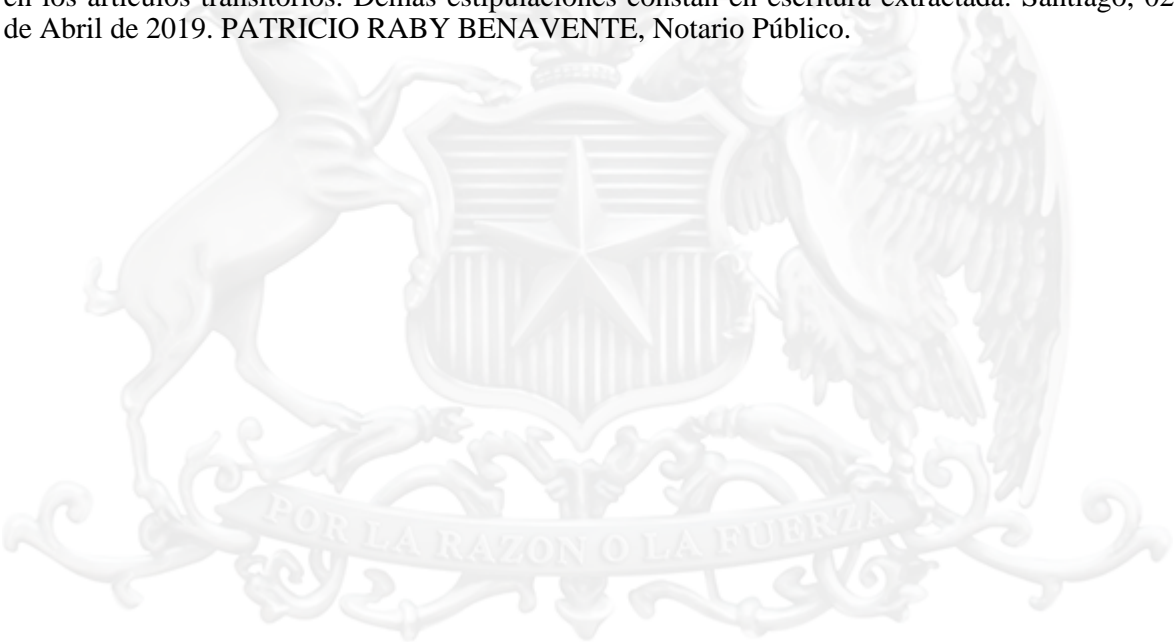 en los artículos transitorios. Demás estipulaciones constan en escritura extractada. Santiago, 02
de Abril de 2019. PATRICIO RABY BENAVENTE, Notario Público.
POR LA RAZON O LA FUERZA